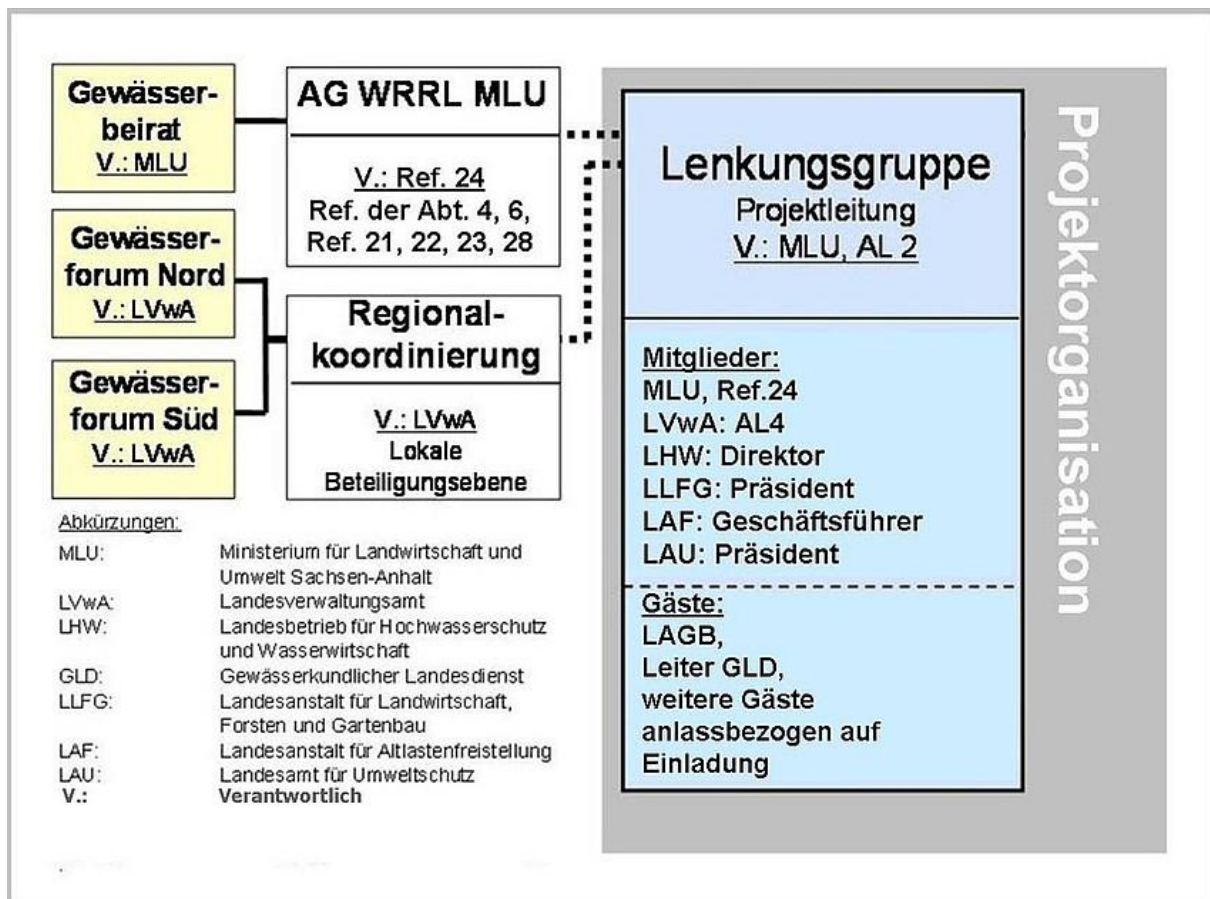 Gewässer-
beirat
V.: MLU
Gewässer-
forum Nord
V.: LVwA
Gewässer-
forum Süd
V.: LVwA
AG WRRL MLU
V.: Ref. 24
Ref. der Abt. 4, 6,
Ref. 21, 22, 23, 28
Regional-
koordinierung
V.: LVwA
Lokale
Beteiligungsebene
Lenkungsgruppe
Projektleitung
V.: MLU, AL 2
Mitglieder:
MLU, Ref.24
LVwA: AL4
LHW: Direktor
LLFG: Präsident
LAF: Geschäftsführer
LAU: Präsident
Gäste:
LAGB,
Leiter GLD,
weitere Gäste
anlassbezogen auf
Einladung
Projektorganisation
Abkürzungen:
MLU: Ministerium für Landwirtschaft und
Umwelt Sachsen-Anhalt
LVwA: Landesverwaltungsamt
LHW: Landesbetrieb für Hochwasserschutz
und Wasserwirtschaft
GLD: Gewässerkundlicher Landesdienst
LLFG: Landesanstalt für Landwirtschaft,
Forsten und Gartenbau
LAF: Landesanstalt für Altlastenfreistellung
LAU: Landesamt für Umweltschutz
V.: Verantwortlich